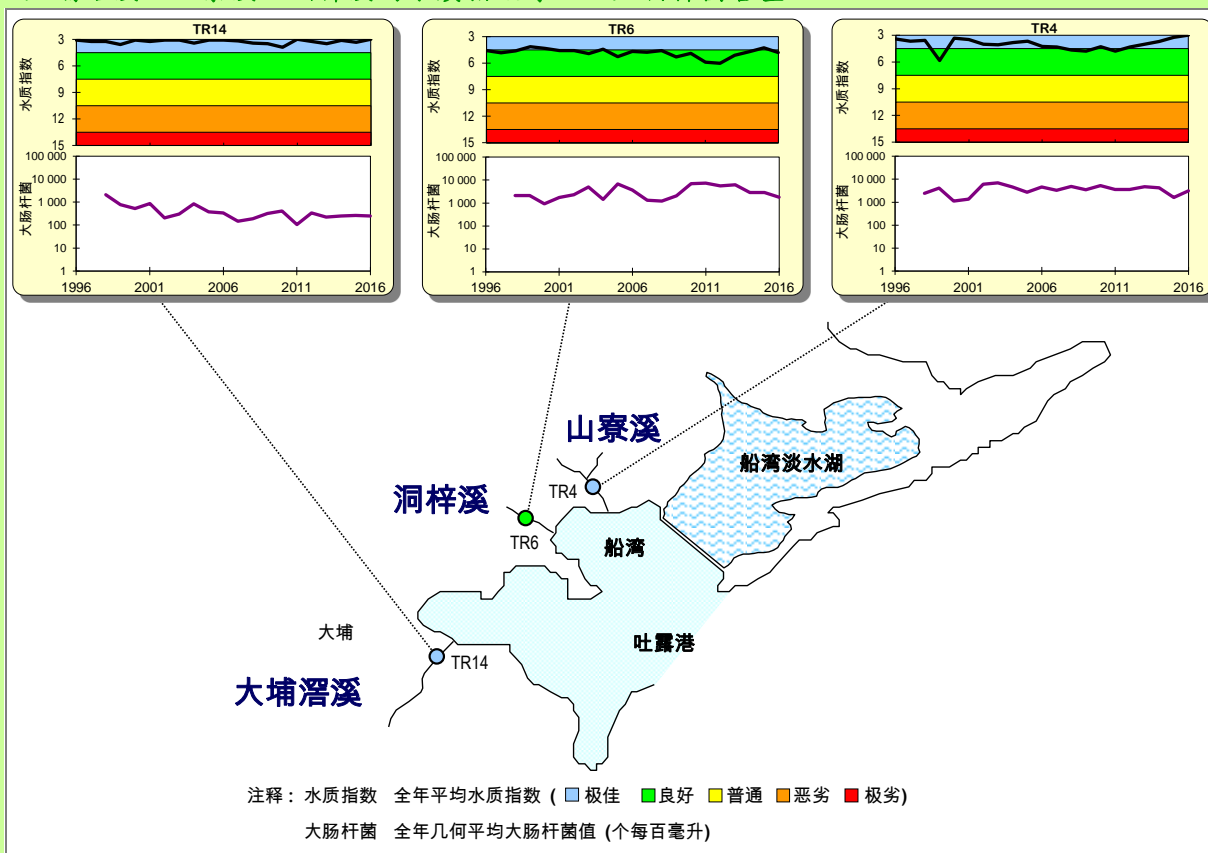 TR14
水质指数
3
6
9
12
15
大肠杆菌
100 000
10 000
1 000
100
10
1
1996 2001 2006 2011 2016
TR6
水质指数
3
6
9
12
15
大肠杆菌
100 000
10 000
1 000
100
10
1
1996 2001 2006 2011 2016
TR4
水质指数
3
6
9
12
15
大肠杆菌
100 000
10 000
1 000
100
10
1
1996 2001 2006 2011 2016
山寮溪
船湾淡水湖
TR4
洞梓溪
TR6
船湾
大埔
吐露港
TR14
大埔滘溪
注释 : 水质指数 全年平均水质指数 ( 极佳 良好 普通 恶劣 极劣)
大肠杆菌 全年几何平均大肠杆菌值 (个每百毫升)